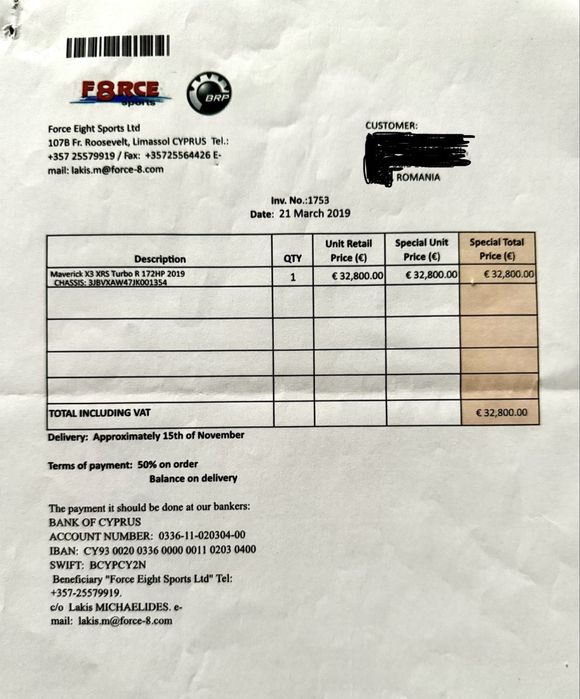 F8RCE
sports
BRP
Force Eight Sports Ltd
107B Fr. Roosevelt, Limassol CYPRUS Tel.:
+357 25579919 / Fax: +35725564426 E-
mail: lakis.m@force-8.com
CUSTOMER:
ROMANIA
Inv. No.:1753
Date: 21 March 2019
Description QTY Unit Retail Price (€) Special Unit Price (€) Special Total Price (€)
Maverick X3 XRS Turbo R 172HP 2019 1 € 32,800.00 € 32,800.00 € 32,800.00
CHASSIS: 3JBVXAW47JK001354
TOTAL INCLUDING VAT € 32,800.00
Delivery: Approximately 15th of November
Terms of payment: 50% on order
Balance on delivery
The payment it should be done at our bankers:
BANK OF CYPRUS
ACCOUNT NUMBER: 0336-11-020304-00
IBAN: CY93 0020 0336 0000 0011 0203 0400
SWIFT: BCYPCY2N
Beneficiary "Force Eight Sports Ltd" Tel:
+357-25579919.
c/o Lakis MICHAELIDES. e-
mail: lakis.m@force-8.com